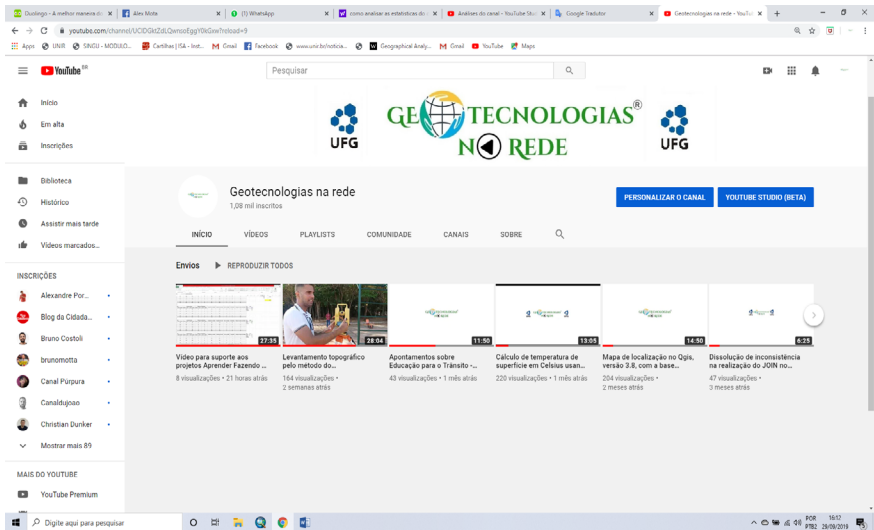 Duolingo - A melhor maneira do
Alex Mota
(1) WhatsApp
como analisar as estatísticas do
Análises do canal - YouTube Stu
Google Tradutor
Geotecnologias na rede - YouTu
youtube.com/channel/UCIDGktZdLQwncoEggY0kGxw?reload=9
Apps
UNIR
SINGU - MODULO...
Cartilhas | ISA - Inst...
Gmail
Facebook
www.unir.br/noticia...
Geographical Analy...
Gmail
YouTube
Maps
YouTube BR
Pesquisar
Início
Em alta
Inscrições
Biblioteca
Histórico
Assistir mais tarde
Vídeos marcados...
INSCRIÇÕES
Alexandre Por...
Blog da Cidada...
Bruno Costoli
brunomotta
Canal Púrpura
Canaldujoao
Christian Dunker
Mostrar mais 89
MAIS DO YOUTUBE
YouTube Premium
UFG
GEOTECNOLOGIAS®
NA REDE
UFG
Geotecnologias na rede
1,08 mil inscritos
PERSONALIZAR O CANAL
YOUTUBE STUDIO (BETA)
INÍCIO
VÍDEOS
PLAYLISTS
COMUNIDADE
CANAIS
SOBRE
Envios
REPRODUZIR TODOS
27:35
Vídeo para suporte aos
projetos Aprender Fazendo ...
8 visualizações • 21 horas atrás
28:04
Levantamento topográfico
pelo método do...
164 visualizações •
2 semanas atrás
11:50
Apontamentos sobre
Educação para o Trânsito -...
43 visualizações • 1 mês atrás
13:05
Cálculo de temperatura de
superfície em Celsius usan...
220 visualizações • 1 mês atrás
14:50
Mapa de localização no Qgis,
versão 3.8, com a base...
204 visualizações •
2 meses atrás
6:25
Dissolução de inconsistência
na realização do JOIN no...
47 visualizações •
3 meses atrás
Digite aqui para pesquisar
POR
PTB2
16:12
29/09/2019